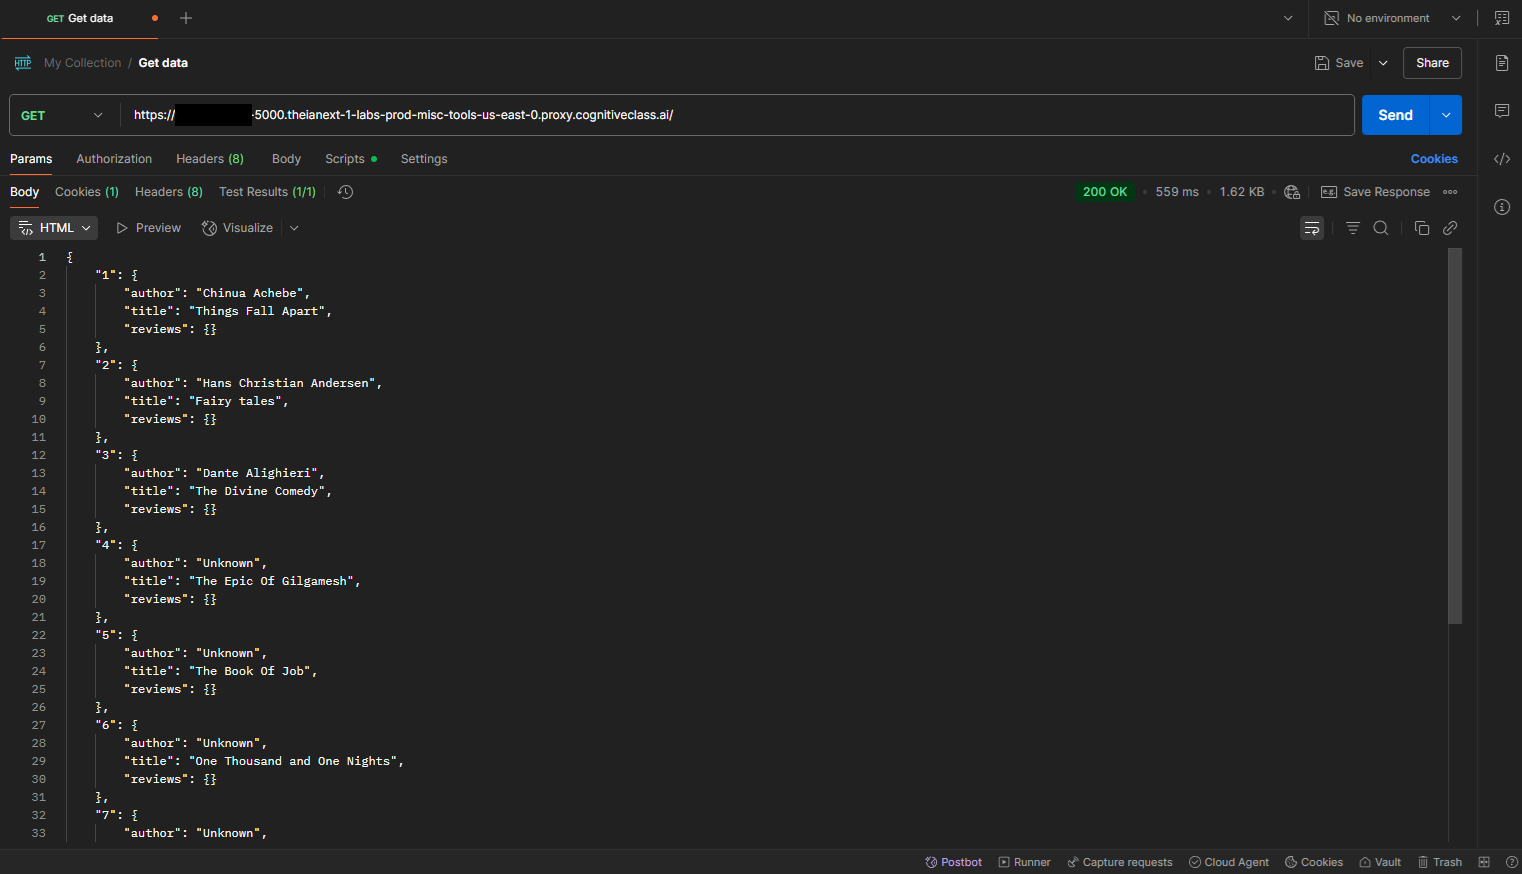 GET Get data
No environment
HTTP My Collection / Get data
Save Share
GET https:// -5000.theianext-1-labs-prod-misc-tools-us-east-0.proxy.cognitiveclass.ai/ Send
Params Authorization Headers (8) Body Scripts Settings Cookies
Body Cookies (1) Headers (8) Test Results (1/1) 200 OK 559 ms 1.62 KB e.g. Save Response
HTML Preview Visualize
1 {
2 "1": {
3 "author": "Chinua Achebe",
4 "title": "Things Fall Apart",
5 "reviews": {}
6 },
7 "2": {
8 "author": "Hans Christian Andersen",
9 "title": "Fairy tales",
10 "reviews": {}
11 },
12 "3": {
13 "author": "Dante Alighieri",
14 "title": "The Divine Comedy",
15 "reviews": {}
16 },
17 "4": {
18 "author": "Unknown",
19 "title": "The Epic Of Gilgamesh",
20 "reviews": {}
21 },
22 "5": {
23 "author": "Unknown",
24 "title": "The Book Of Job",
25 "reviews": {}
26 },
27 "6": {
28 "author": "Unknown",
29 "title": "One Thousand and One Nights",
30 "reviews": {}
31 },
32 "7": {
33 "author": "Unknown",
Postbot Runner Capture requests Cloud Agent Cookies Vault Trash